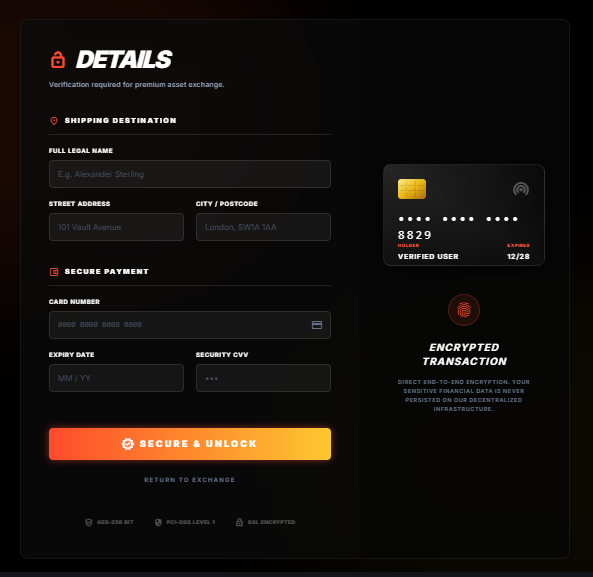 DETAILS
Verification required for premium asset exchange.
SHIPPING DESTINATION
FULL LEGAL NAME
E.g. Alexander Sterling
STREET ADDRESS
CITY / POSTCODE
101 Vault Avenue
London, SW1A 1AA
SECURE PAYMENT
CARD NUMBER
0000 0000 0000 0000
EXPIRY DATE
SECURITY CVV
MM / YY
•••
SECURE & UNLOCK
RETURN TO EXCHANGE
AES-256 BIT
PCI-DSS LEVEL 1
SSL ENCRYPTED
•••• •••• ••••
8829
HOLDER
EXPIRES
VERIFIED USER
12/28
ENCRYPTED
TRANSACTION
DIRECT END-TO-END ENCRYPTION. YOUR
SENSITIVE FINANCIAL DATA IS NEVER
PERSISTED ON OUR DECENTRALIZED
INFRASTRUCTURE.